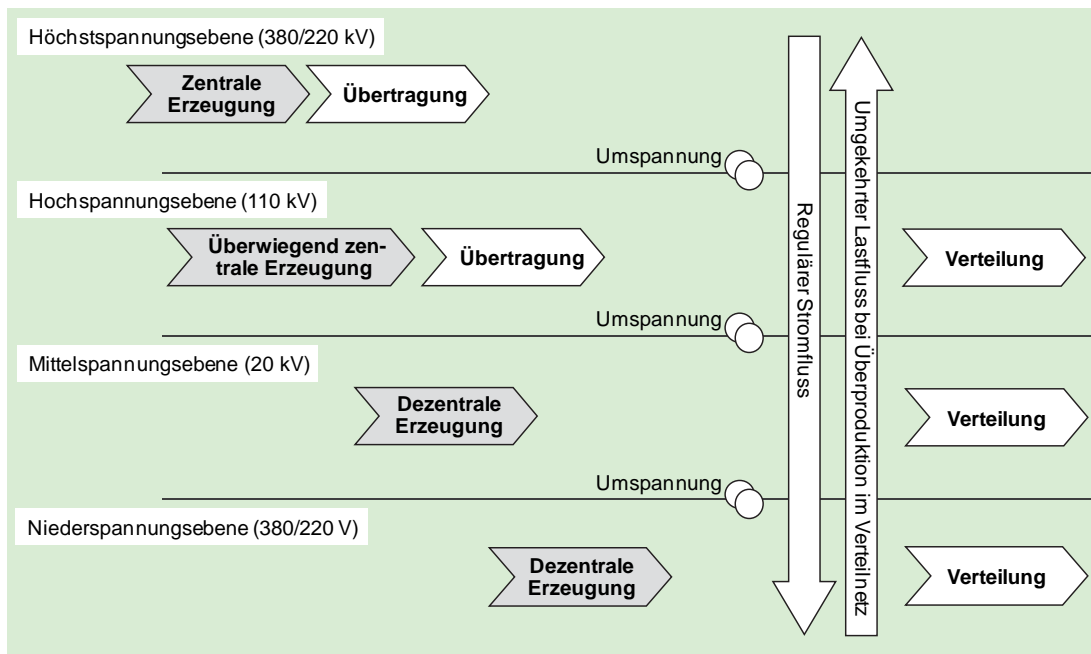 Höchstspannungsebene (380/220 kV)
Zentrale
Erzeugung
Übertragung
Umspannung
Hochspannungsebene (110 kV)
Überwiegend zen-
trale Erzeugung
Übertragung
Verteilung
Umspannung
Mittelspannungsebene (20 kV)
Dezentrale
Erzeugung
Verteilung
Umspannung
Niederspannungsebene (380/220 V)
Dezentrale
Erzeugung
Verteilung
Regulärer Stromfluss
Umgekehrter Lastfluss bei Überproduktion im Verteilnetz